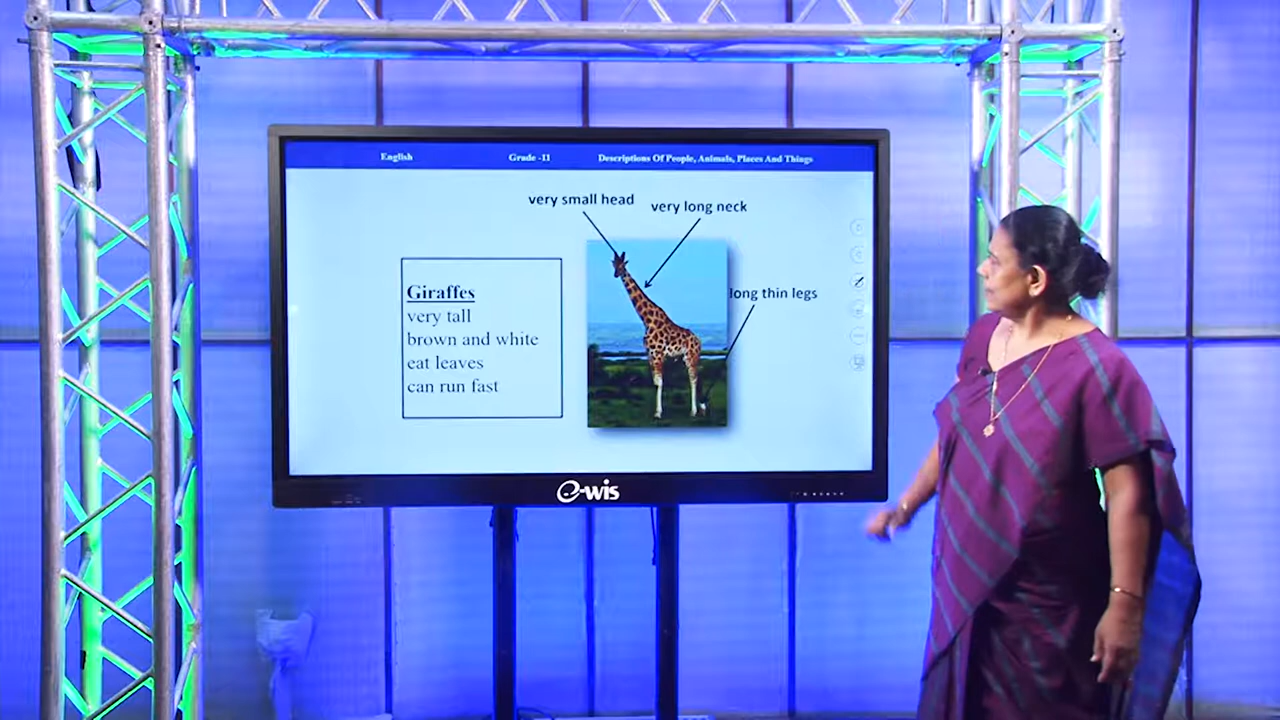 English Grade -11 Descriptions Of People, Animals, Places And Things
very small head
very long neck
long thin legs
Giraffes
very tall
brown and white
eat leaves
can run fast
e-wis